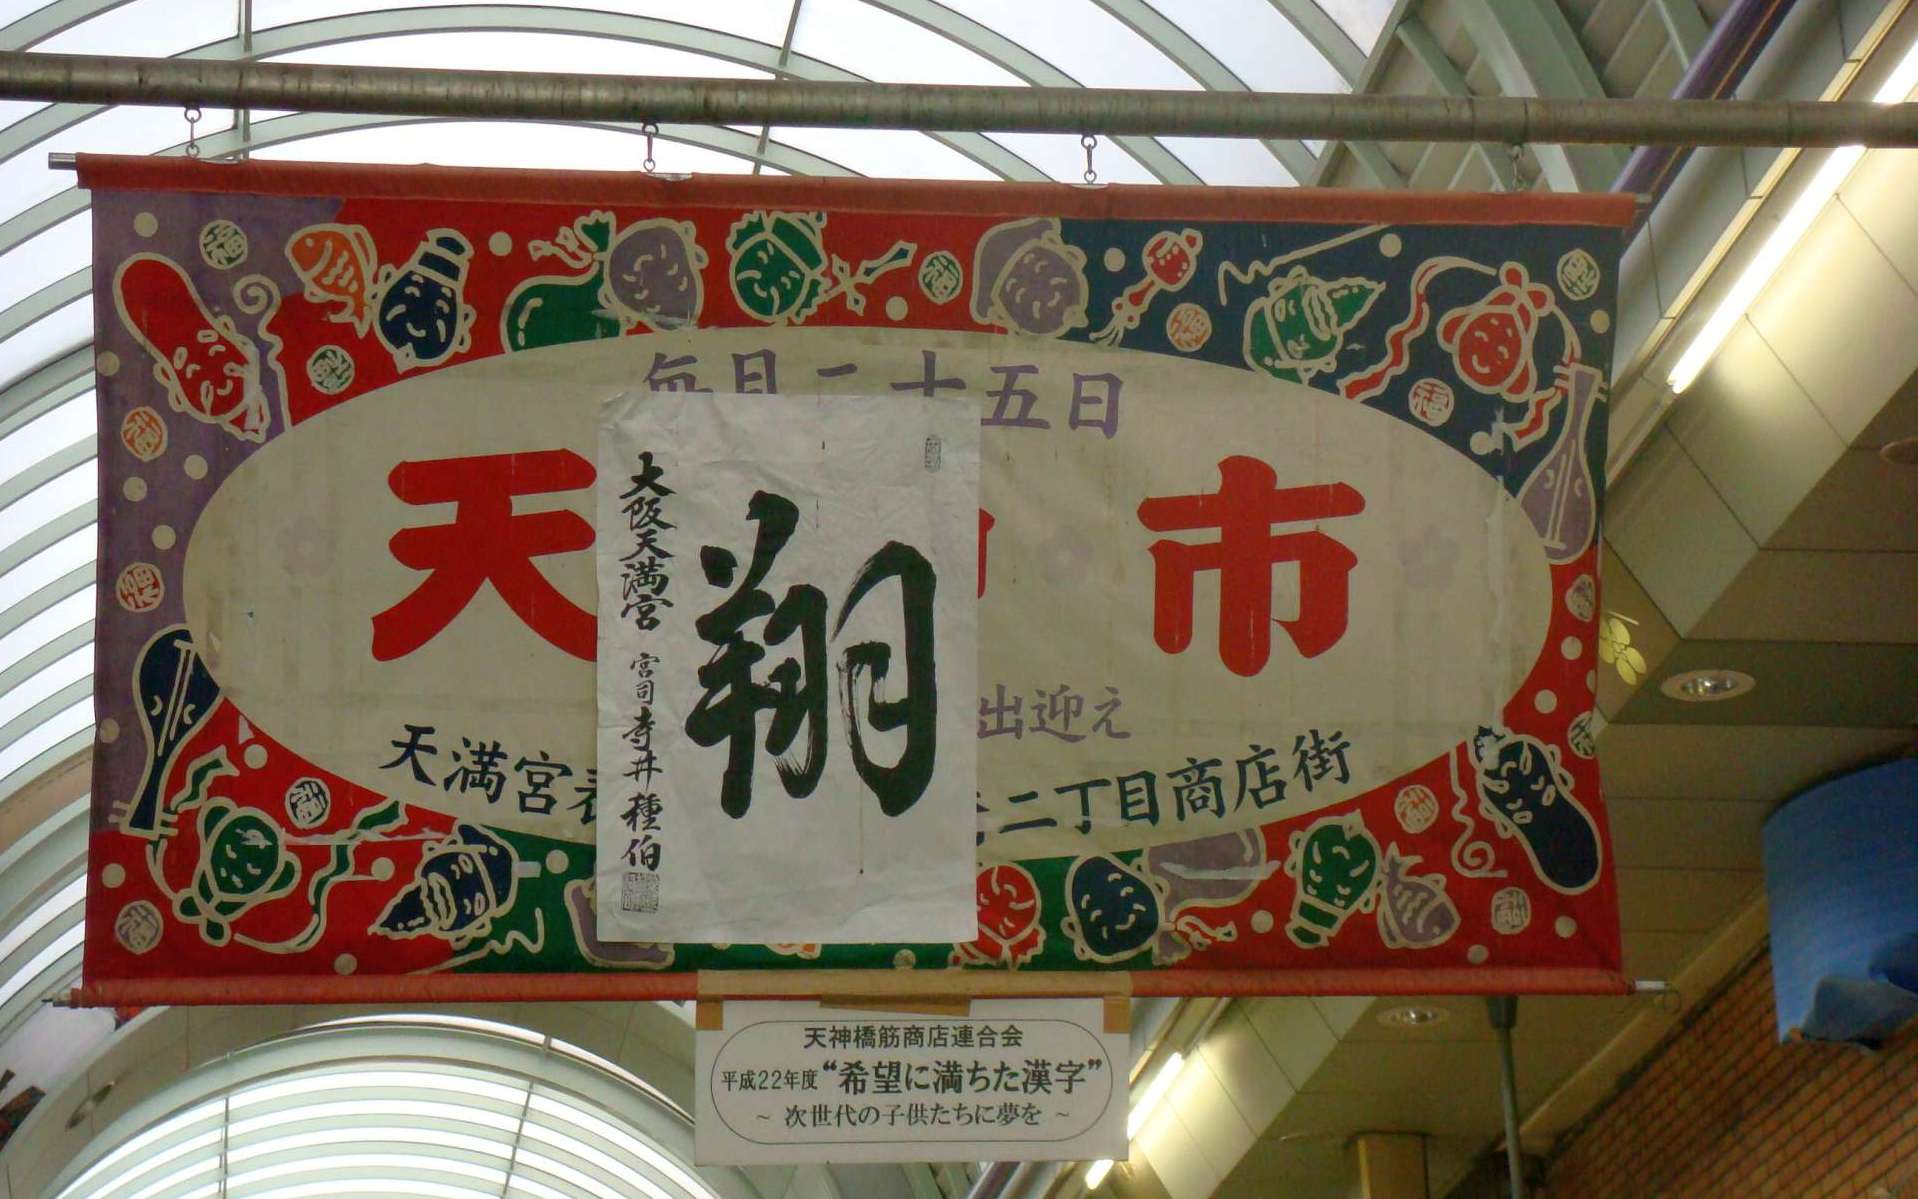 毎月二十五日
天
市
出迎え
天満宮
二丁目商店街
翔
大阪天満宮 宮司 寺井種伯
天神橋筋商店連合会
平成22年度“希望に満ちた漢字”
~ 次世代の子供たちに夢を ~
福